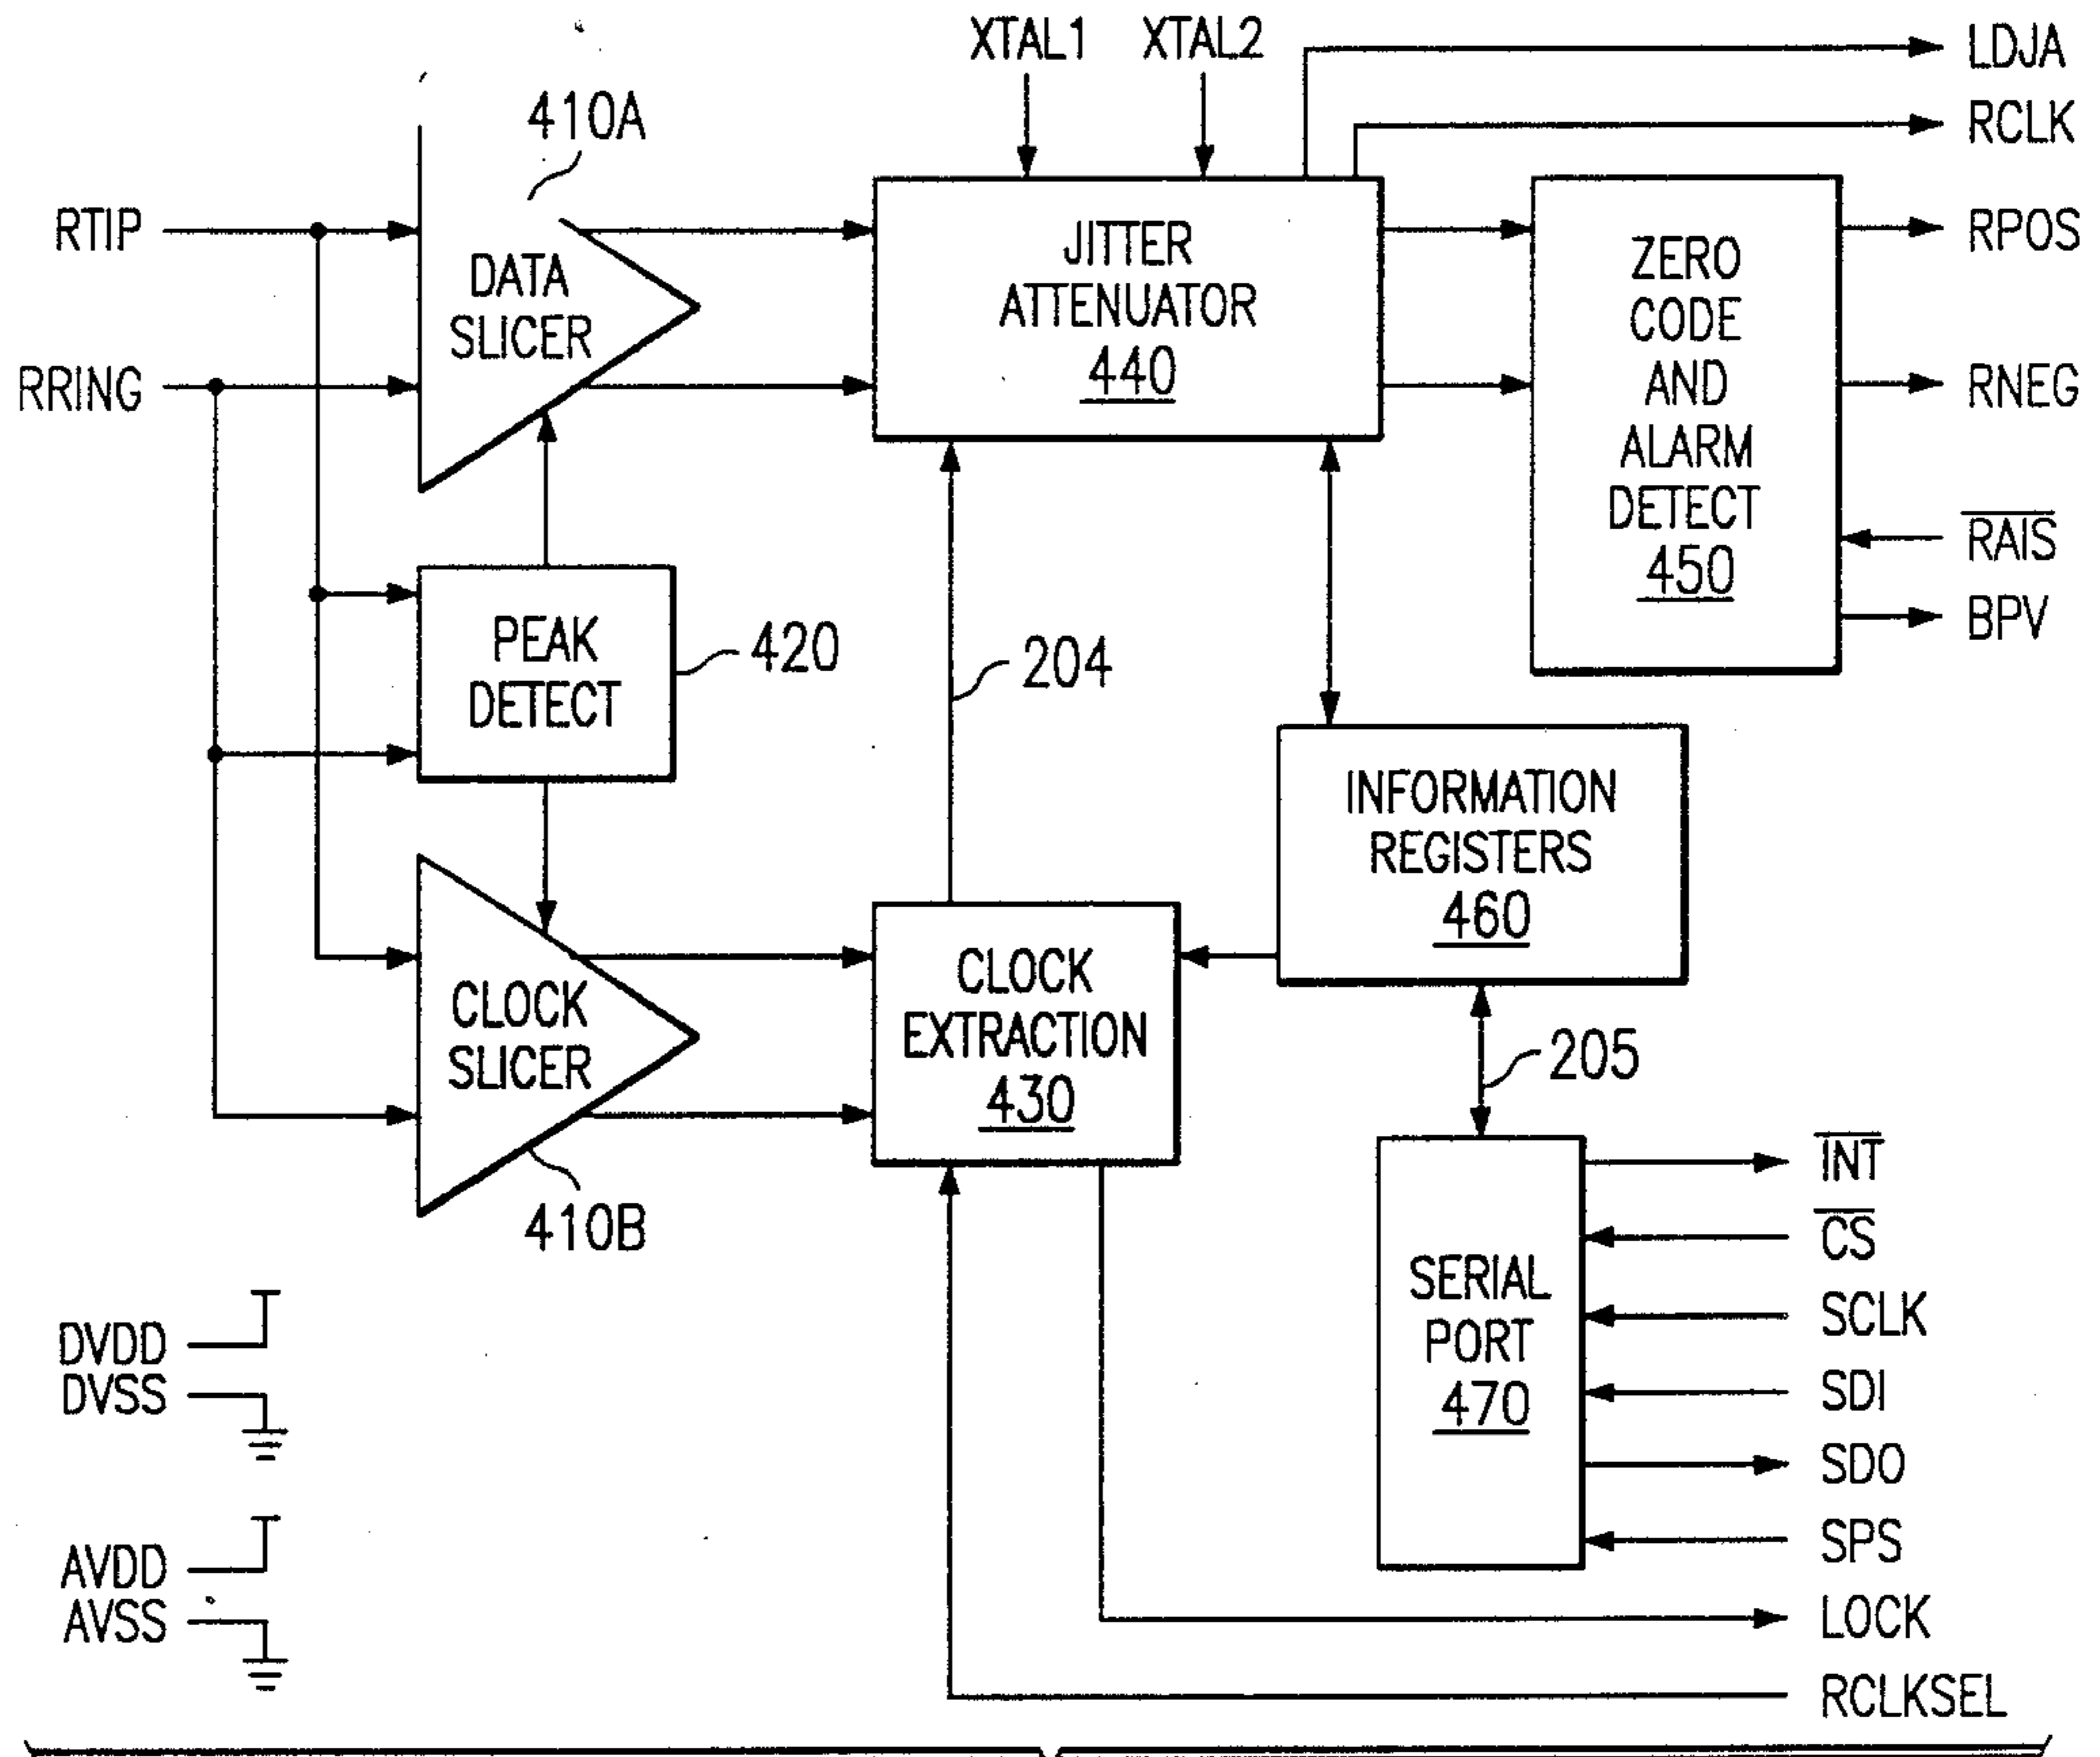 XTAL1 XTAL2
LDJA
RCLK
410A
RTIP
RRING
DATA
SLICER
JITTER
ATTENUATOR
440
ZERO
CODE
AND
ALARM
DETECT
450
RPOS
RNEG
RAIS
BPV
PEAK
DETECT
420
204
INFORMATION
REGISTERS
460
CLOCK
SLICER
410B
CLOCK
EXTRACTION
430
205
SERIAL
PORT
470
INT
CS
SCLK
SDI
SDO
SPS
LOCK
RCLKSEL
DVDD
DVSS
AVDD
AVSS